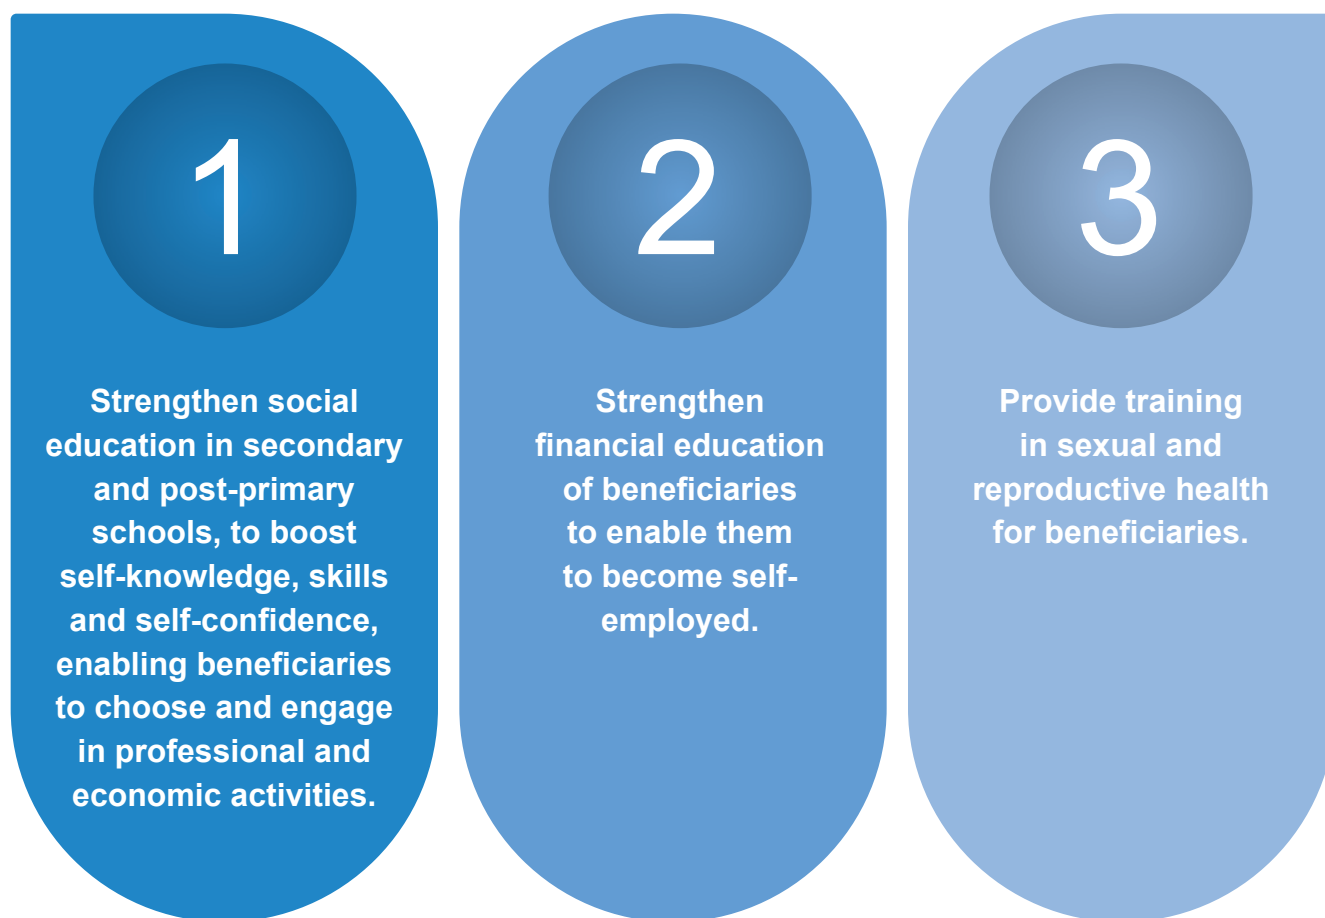 1
Strengthen social
education in secondary
and post-primary
schools, to boost
self-knowledge, skills
and self-confidence,
enabling beneficiaries
to choose and engage
in professional and
economic activities.
2
Strengthen
financial education
of beneficiaries
to enable them
to become self-
employed.
3
Provide training
in sexual and
reproductive health
for beneficiaries.